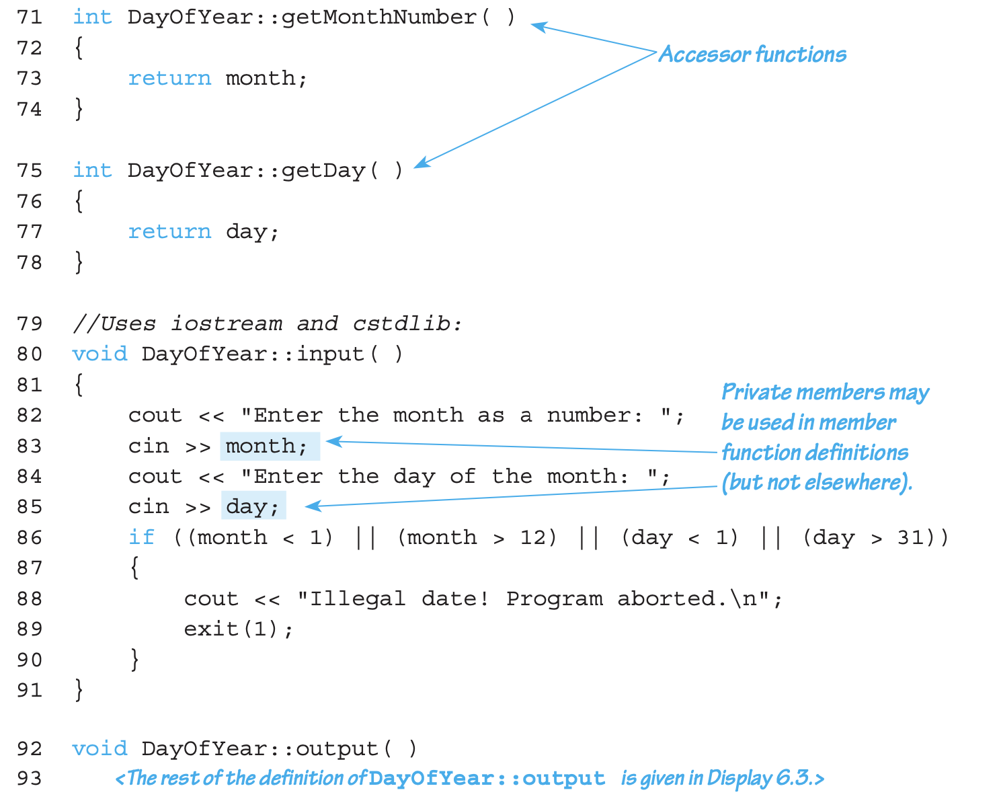 71 int DayOfYear::getMonthNumber( )
72 {
Accessor functions
73 return month;
74 }
75 int DayOfYear::getDay( )
76 {
77 return day;
78 }
79 //Uses iostream and cstdlib:
80 void DayOfYear::input( )
81 {
Private members may
82 cout << "Enter the month as a number: ";
be used in member
83 cin >> month;
function definitions
84 cout << "Enter the day of the month: ";
(but not elsewhere).
85 cin >> day;
86 if ((month < 1) || (month > 12) || (day < 1) || (day > 31))
87 {
88 cout << "Illegal date! Program aborted.\n";
89 exit(1);
90 }
91 }
92 void DayOfYear::output( )
93 <The rest of the definition of DayOfYear::output is given in Display 6.3.>